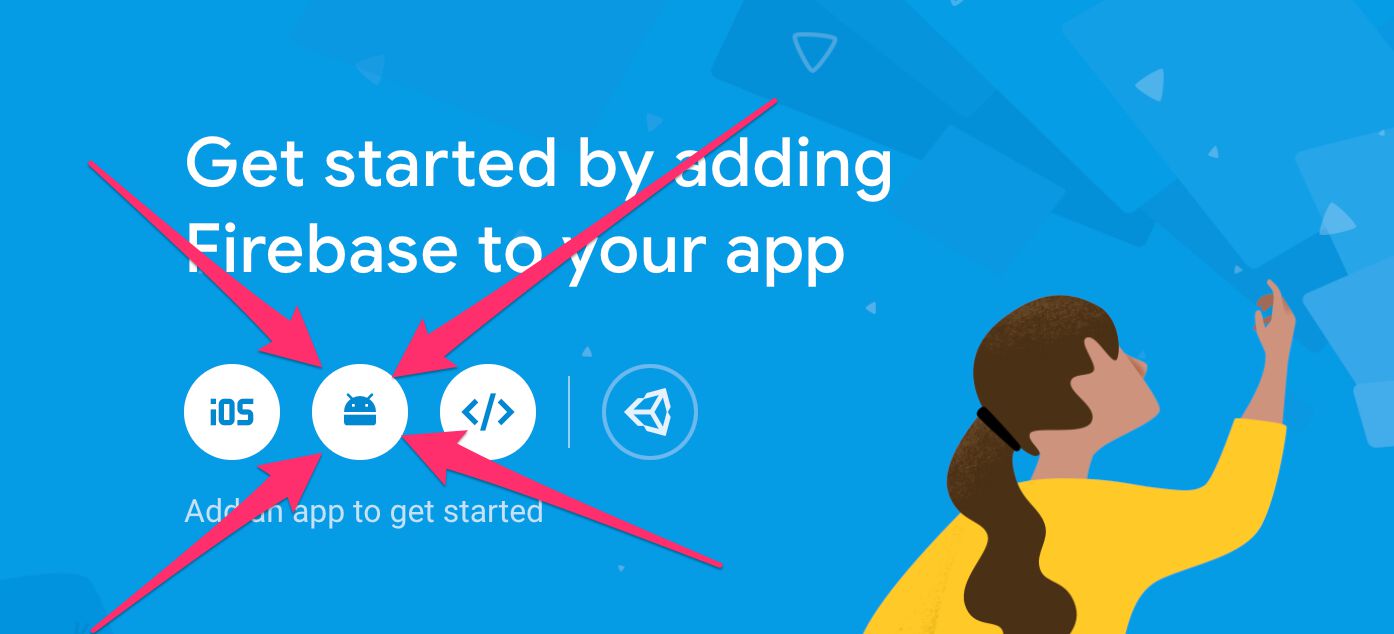 Get started by adding
Firebase to your app
iOS
</>
Add an app to get started